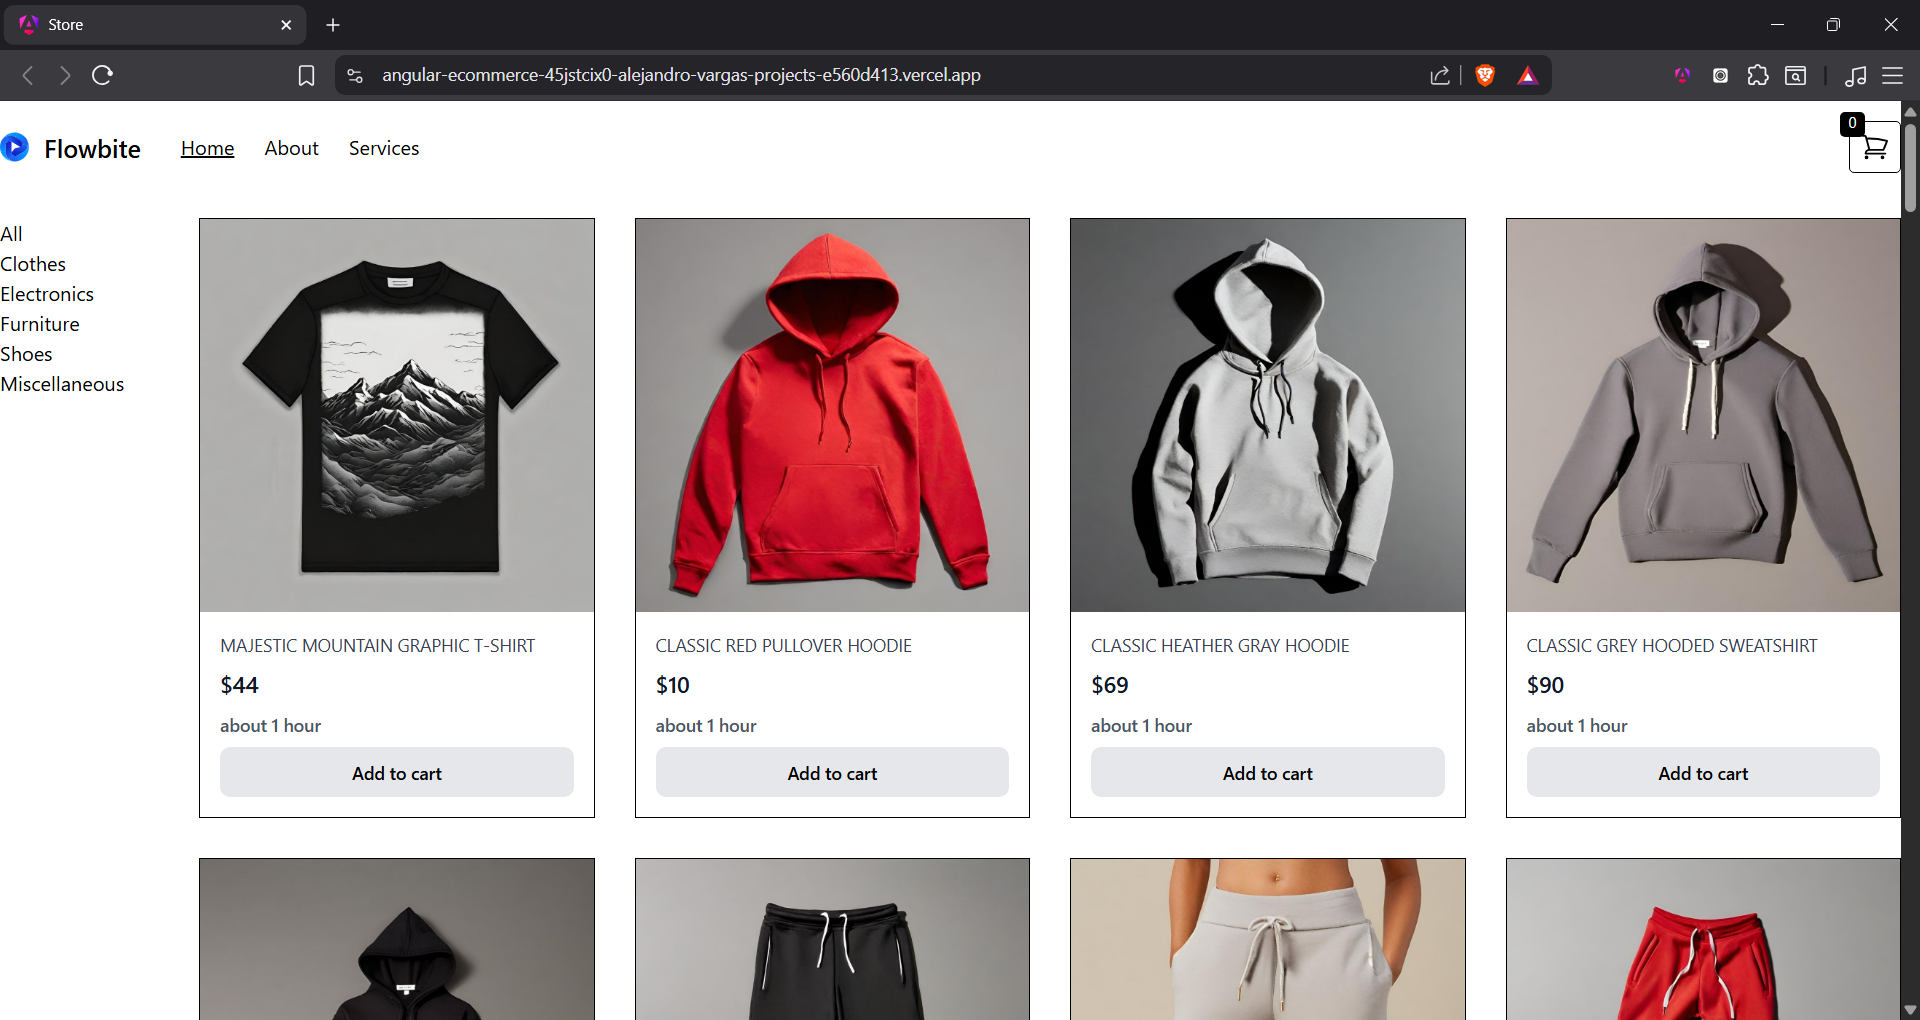 Store
angular-ecommerce-45jstcix0-alejandro-vargas-projects-e560d413.vercel.app
Flowbite
Home
About
Services
0
All
Clothes
Electronics
Furniture
Shoes
Miscellaneous
MAJESTIC MOUNTAIN GRAPHIC T-SHIRT
$44
about 1 hour
Add to cart
CLASSIC RED PULLOVER HOODIE
$10
about 1 hour
Add to cart
CLASSIC HEATHER GRAY HOODIE
$69
about 1 hour
Add to cart
CLASSIC GREY HOODED SWEATSHIRT
$90
about 1 hour
Add to cart